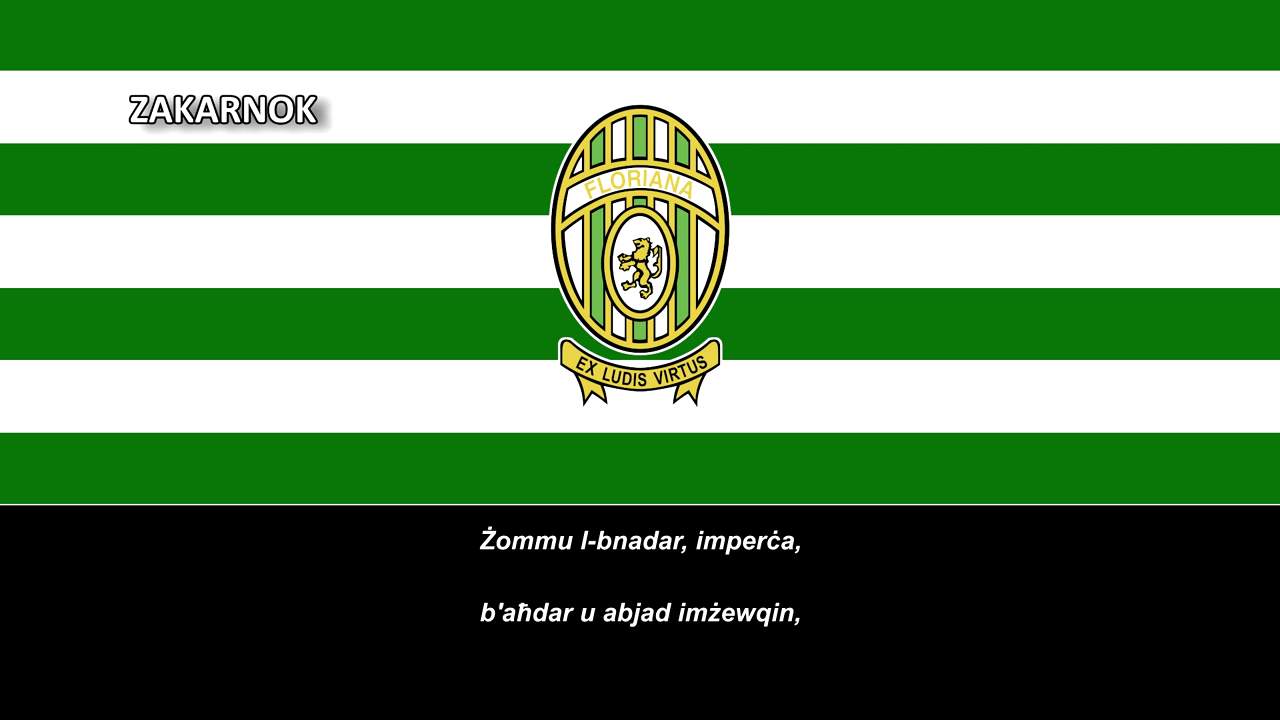 ZAKARNOK
FLORIANA
EX LUDIS VIRTUS
Żommu l-bnadar, imperċa,
b'aħdar u abjad imżewqin,